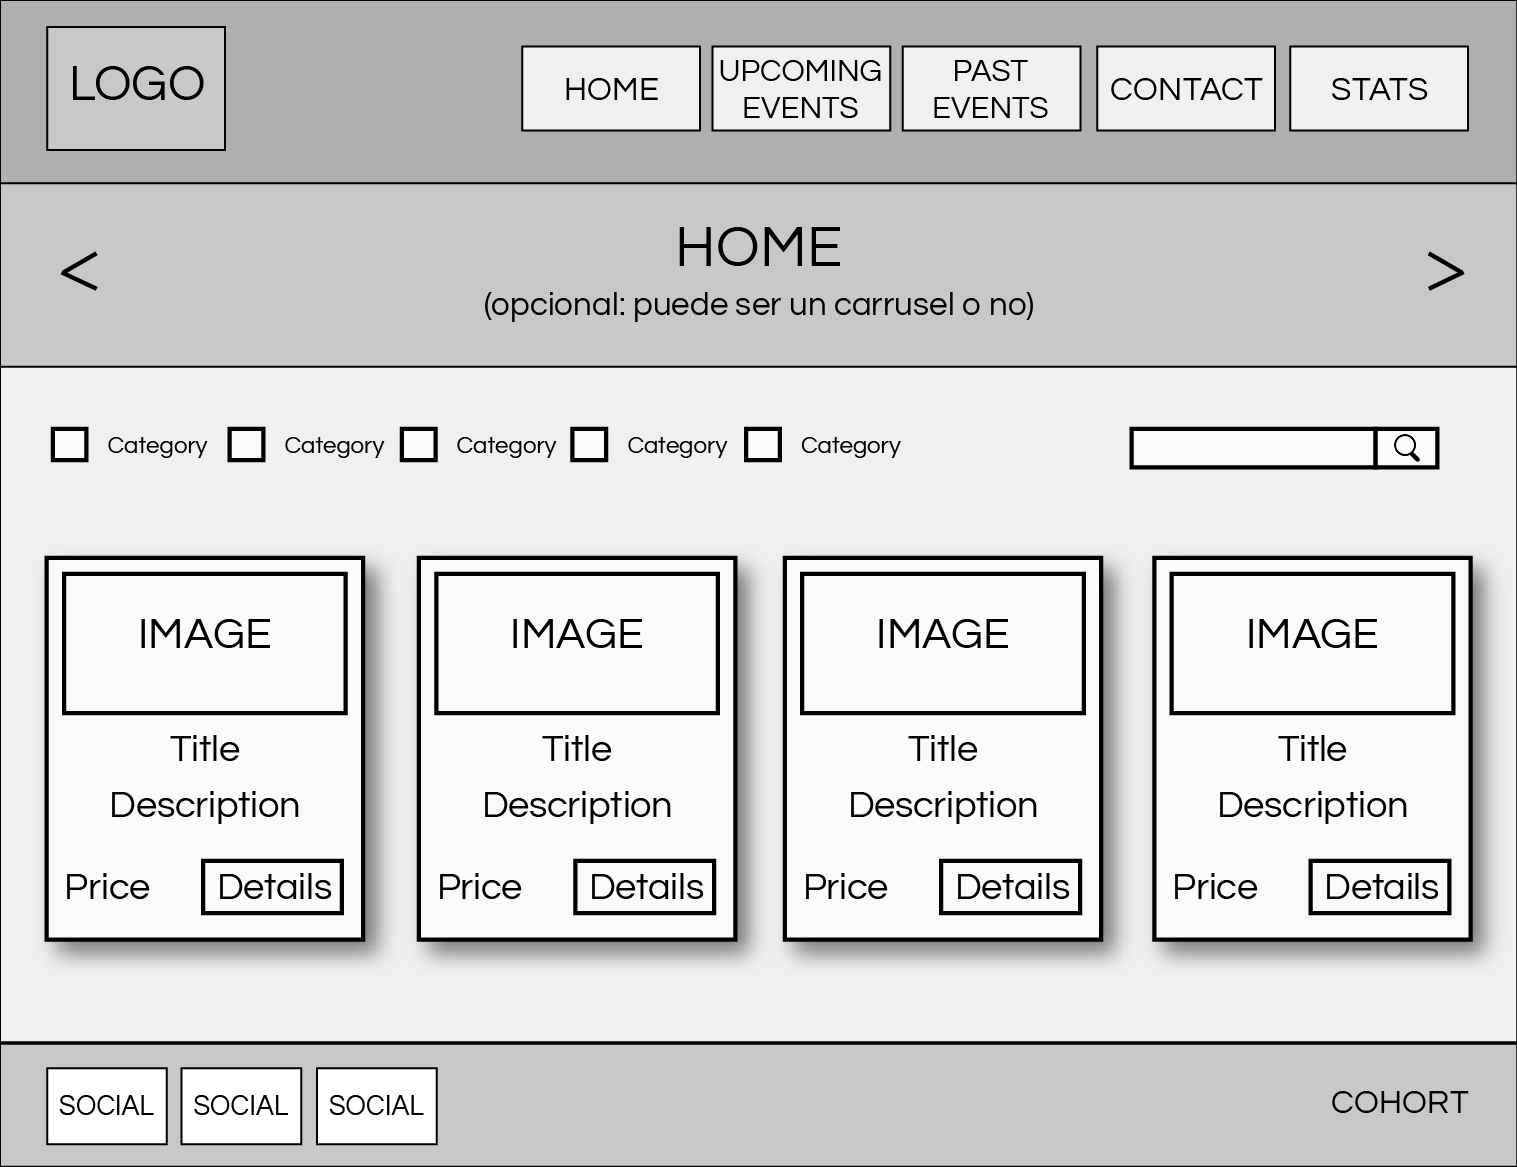 LOGO
HOME
UPCOMING
EVENTS
PAST
EVENTS
CONTACT
STATS
<
HOME
(opcional: puede ser un carrusel o no)
>
Category
Category
Category
Category
Category
IMAGE
Title
Description
Price
Details
IMAGE
Title
Description
Price
Details
IMAGE
Title
Description
Price
Details
IMAGE
Title
Description
Price
Details
SOCIAL
SOCIAL
SOCIAL
COHORT